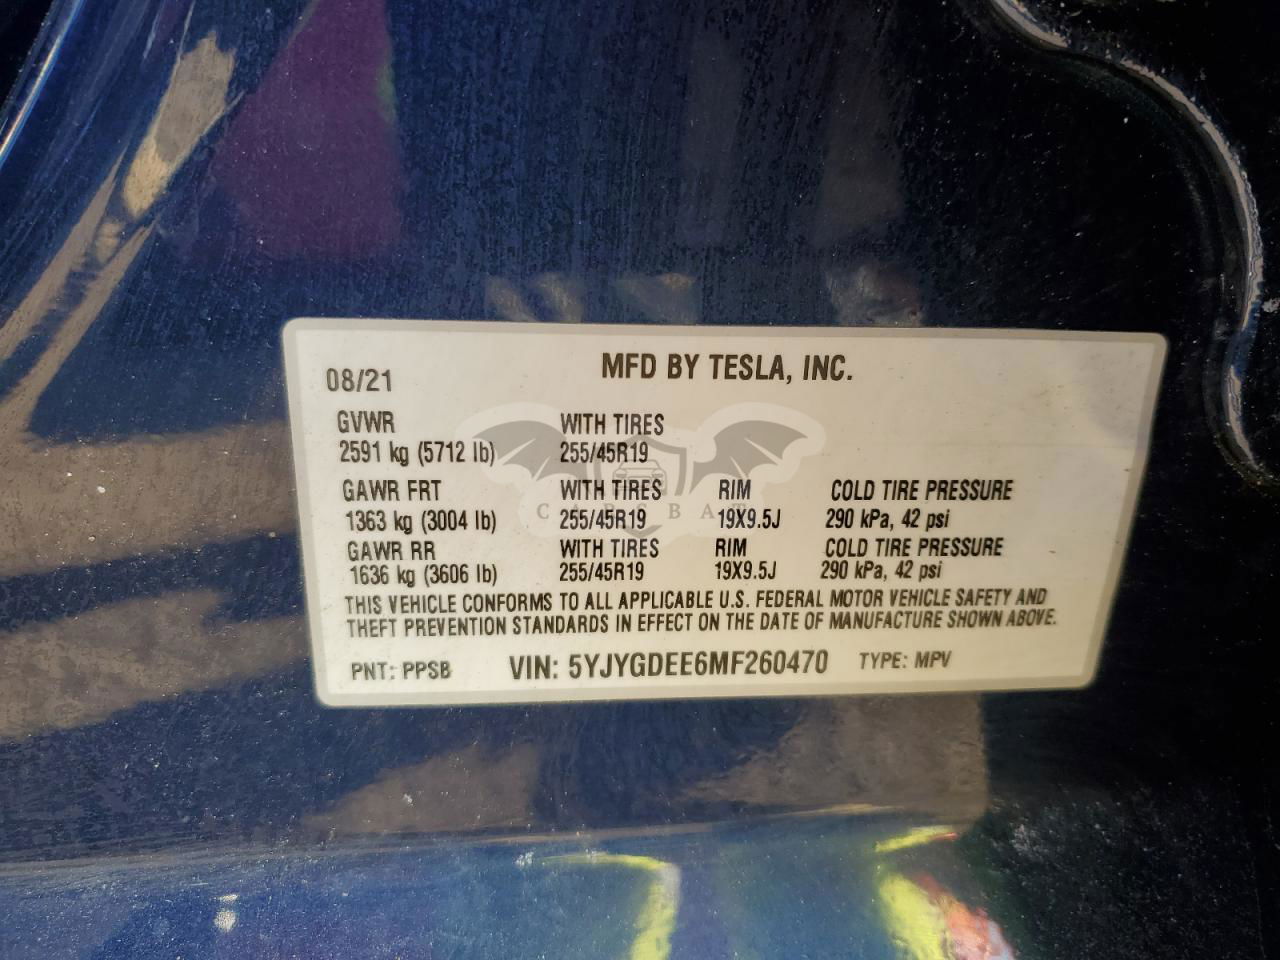 MFD BY TESLA, INC.
08/21
GVWR WITH TIRES
2591 kg (5712 lb) 255/45R19
GAWR FRT WITH TIRES RIM COLD TIRE PRESSURE
1363 kg (3004 lb) 255/45R19 19X9.5J 290 kPa, 42 psi
GAWR RR WITH TIRES RIM COLD TIRE PRESSURE
1636 kg (3606 lb) 255/45R19 19X9.5J 290 kPa, 42 psi
THIS VEHICLE CONFORMS TO ALL APPLICABLE U.S. FEDERAL MOTOR VEHICLE SAFETY AND
THEFT PREVENTION STANDARDS IN EFFECT ON THE DATE OF MANUFACTURE SHOWN ABOVE.
PNT: PPSB VIN: 5YJYGDEE6MF260470 TYPE: MPV